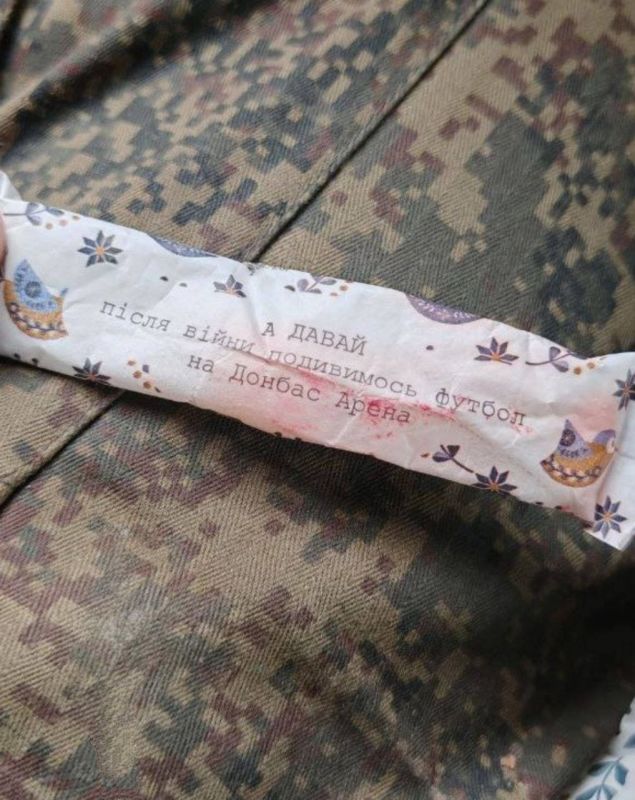 А ДАВАЙ
після війни подивимось футбол
на Донбас Арена